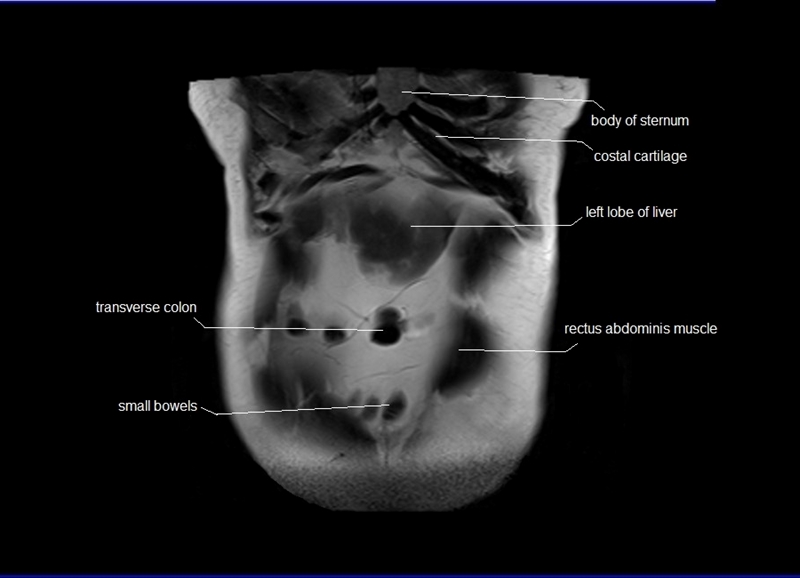 body of sternum
costal cartilage
left lobe of liver
transverse colon
rectus abdominis muscle
small bowels